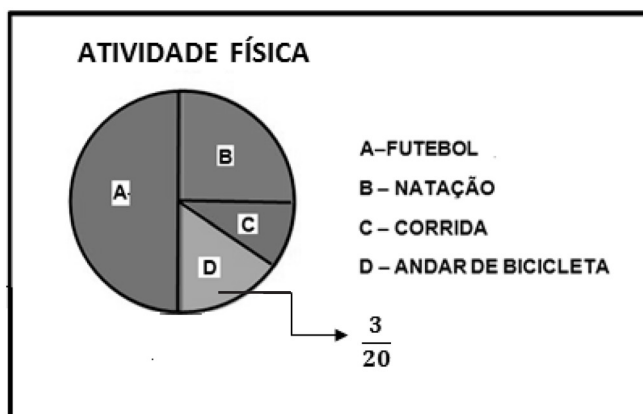 ATIVIDADE FÍSICA
A
B
C
D
A–FUTEBOL
B – NATAÇÃO
C – CORRIDA
D – ANDAR DE BICICLETA
3
20